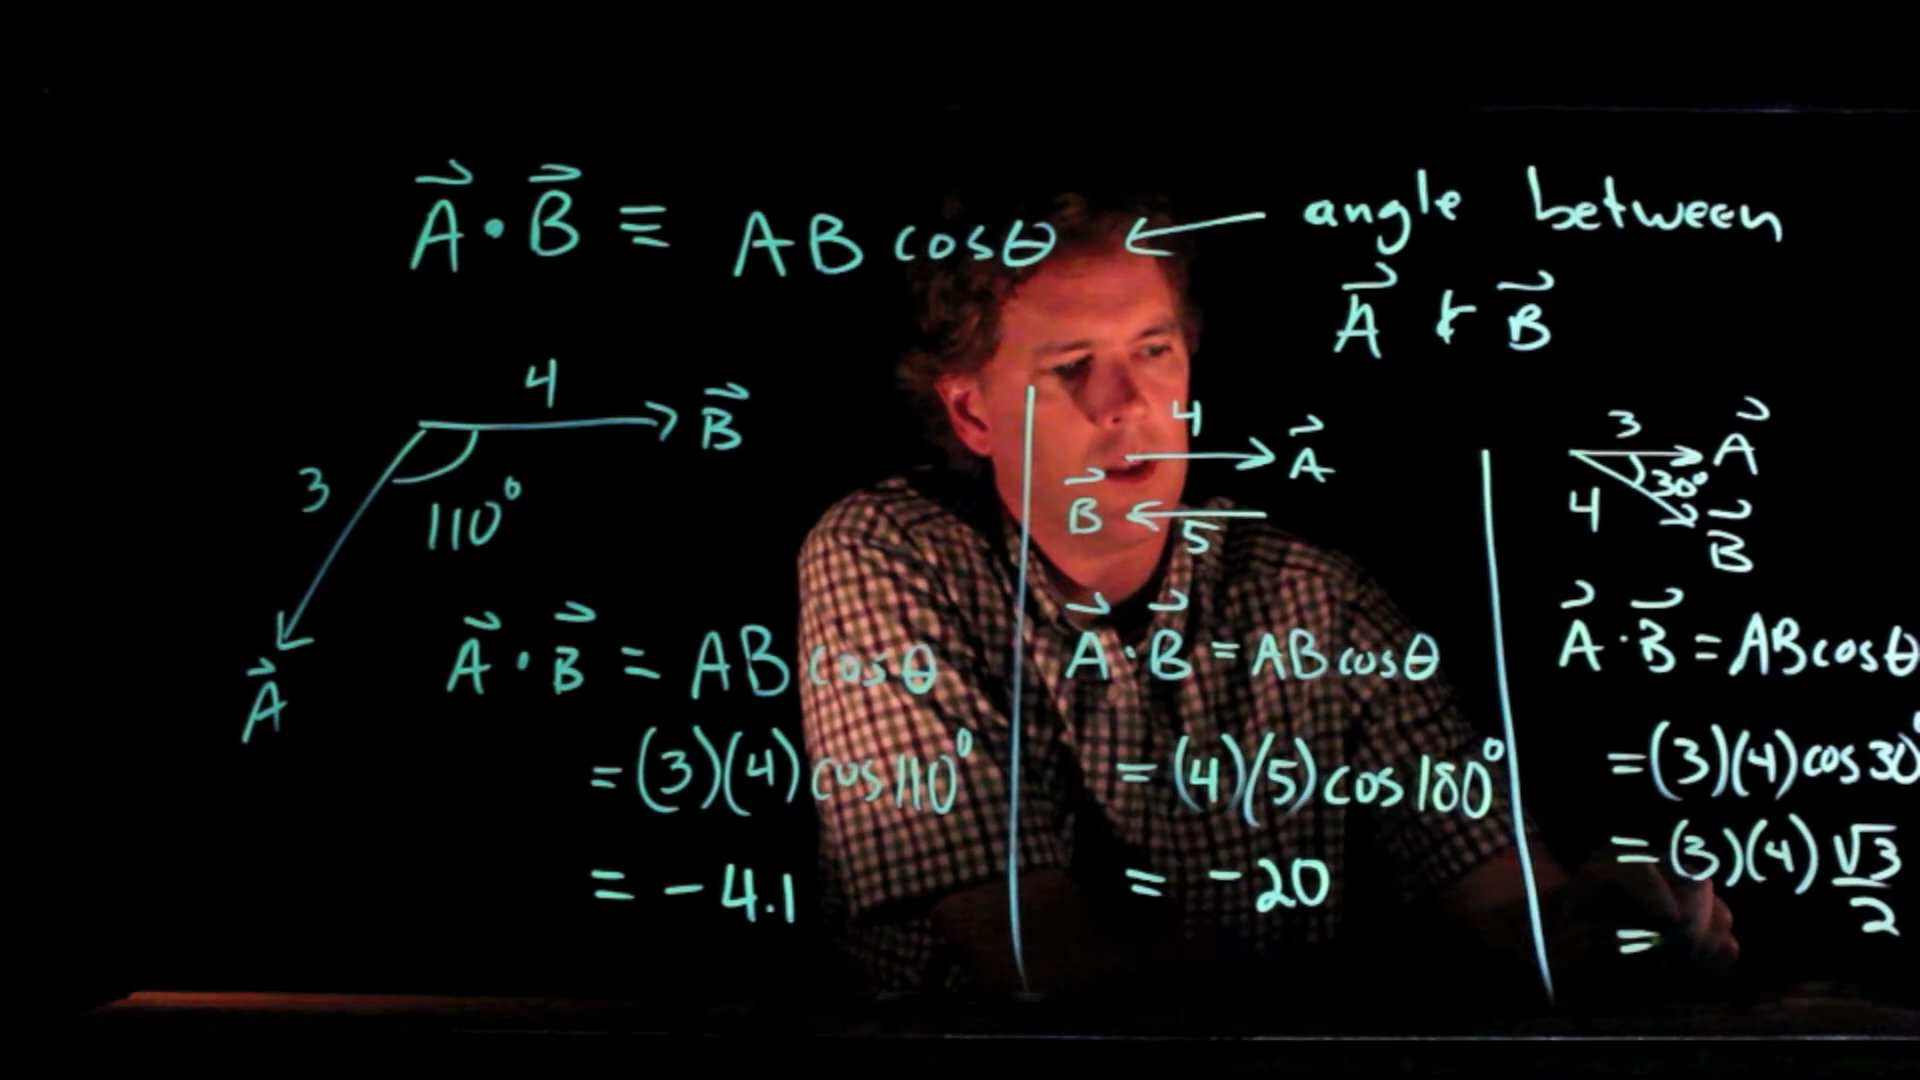 A⃗ · B⃗ ≡ AB cosθ ← angle between
A⃗ & B⃗
4
B⃗
3
110°
A⃗
A⃗ · B⃗ = AB cosθ
= (3)(4) cos 110°
= -4.1
4
A⃗
B⃗
5
A⃗ · B⃗ = AB cosθ
= (4)(5) cos 180°
= -20
3
A⃗
30°
4
B⃗
A⃗ · B⃗ = AB cosθ
= (3)(4) cos 30°
= (3)(4) √3/2
=